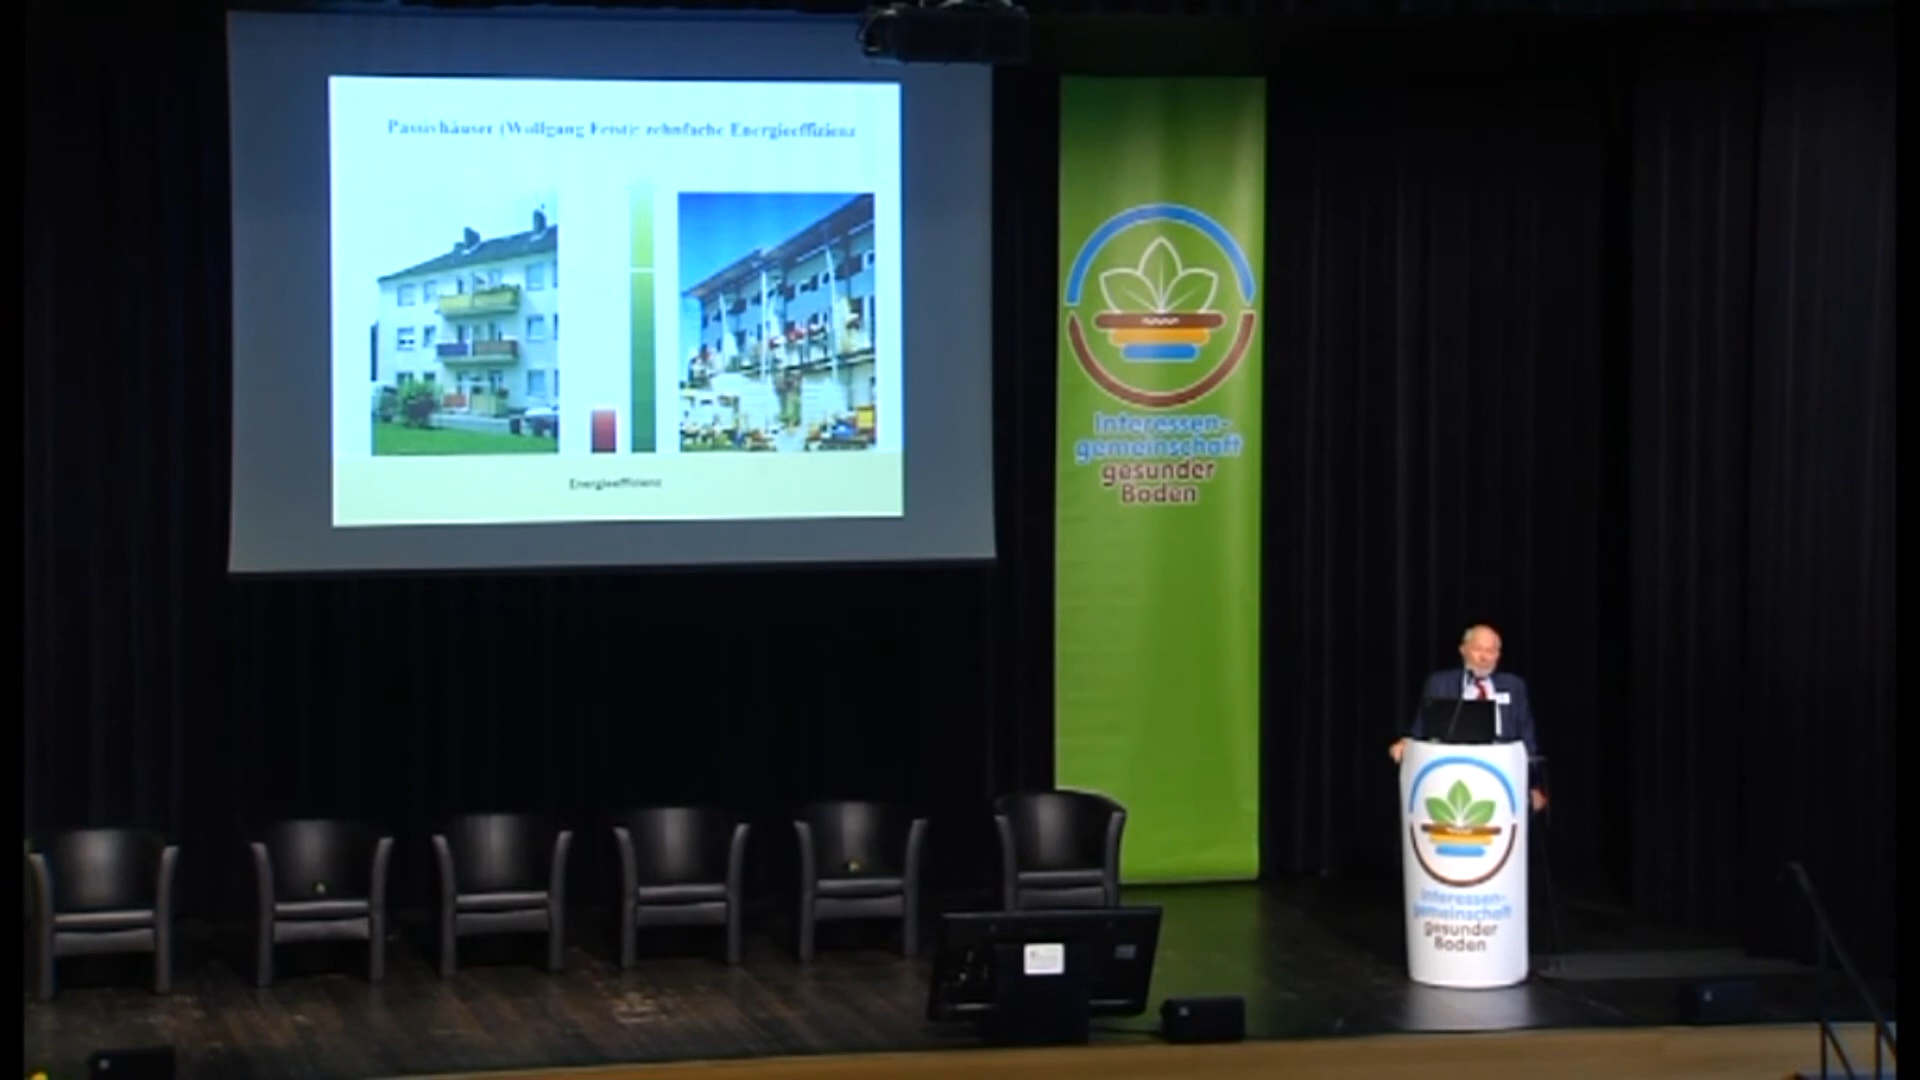 Passivhäuser (Wolfgang Feist): zehnfache Energieeffizienz
Energieeffizienz
Interessen-
gemeinschaft
gesunder
Boden
Interessen-
gemeinschaft
gesunder
Boden